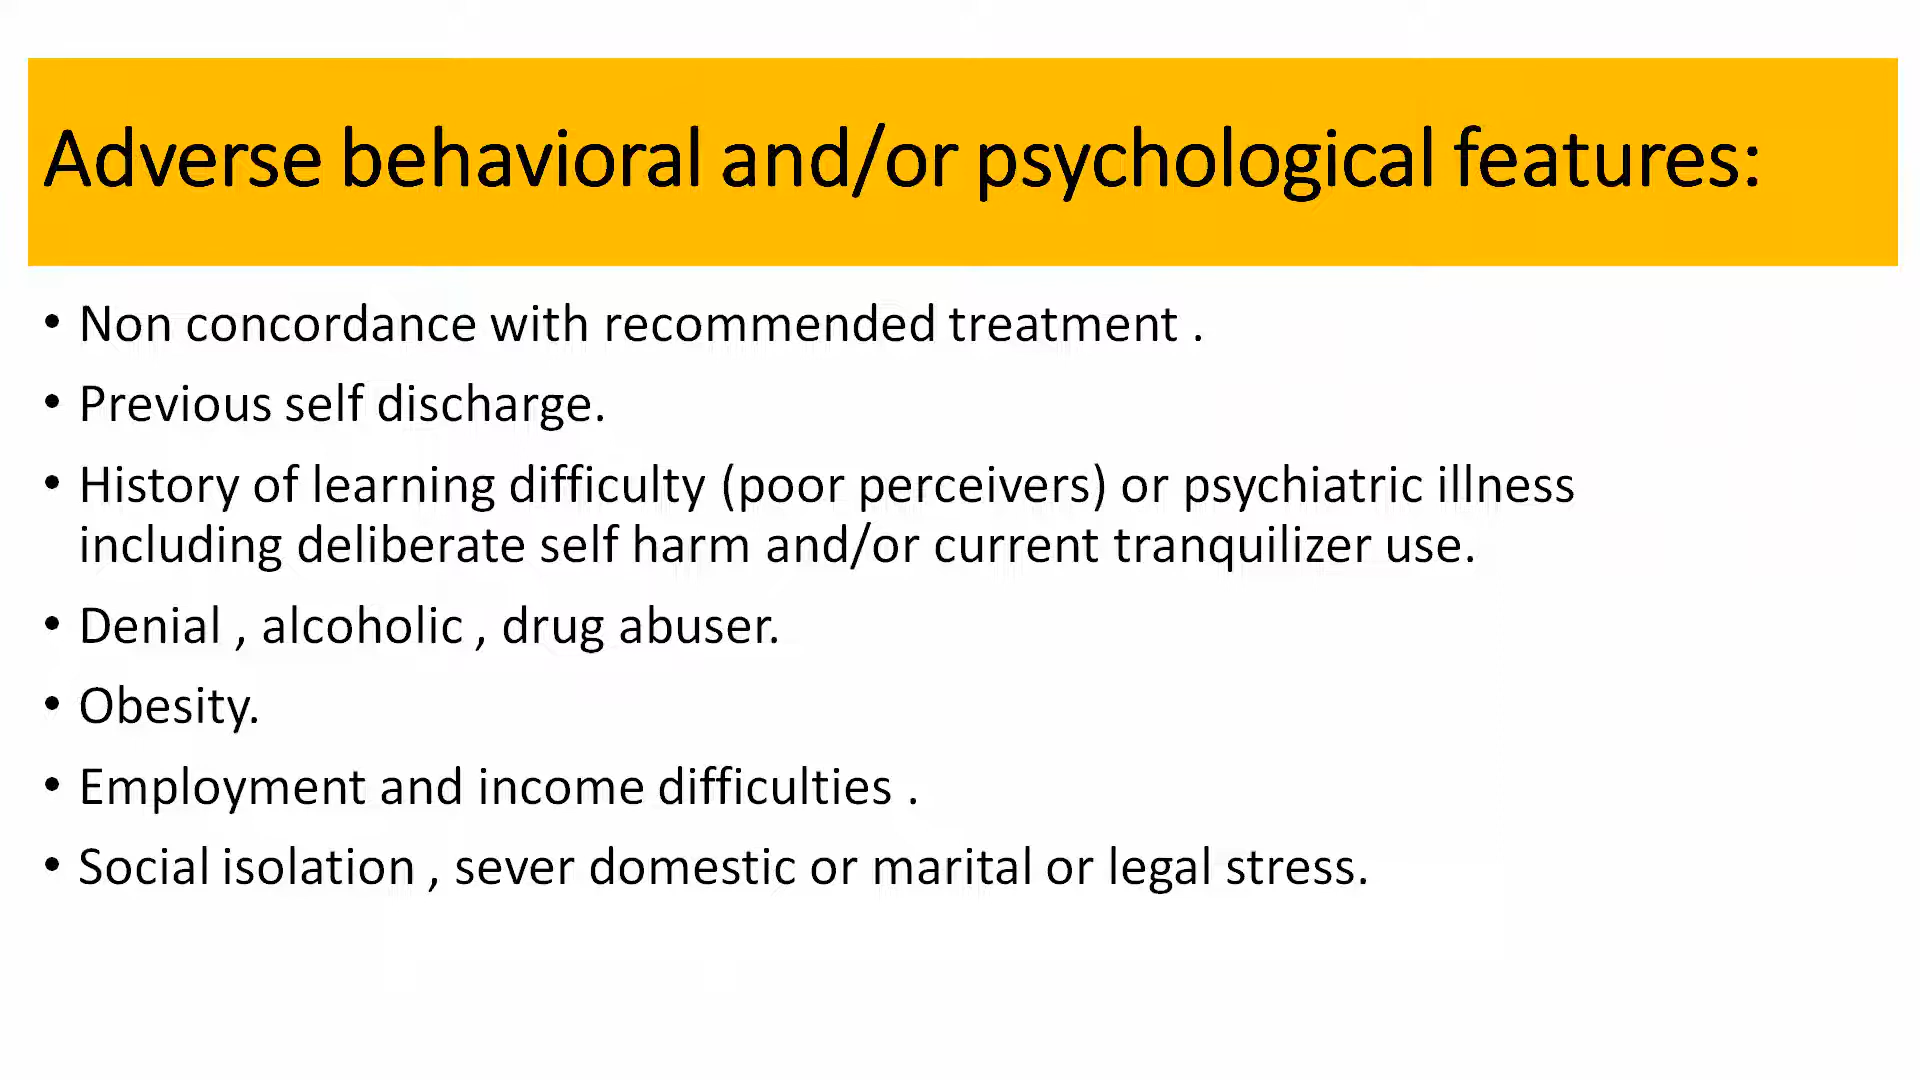 Adverse behavioral and/or psychological features:
• Non concordance with recommended treatment .
• Previous self discharge.
• History of learning difficulty (poor perceivers) or psychiatric illness
including deliberate self harm and/or current tranquilizer use.
• Denial , alcoholic , drug abuser.
• Obesity.
• Employment and income difficulties .
• Social isolation , sever domestic or marital or legal stress.